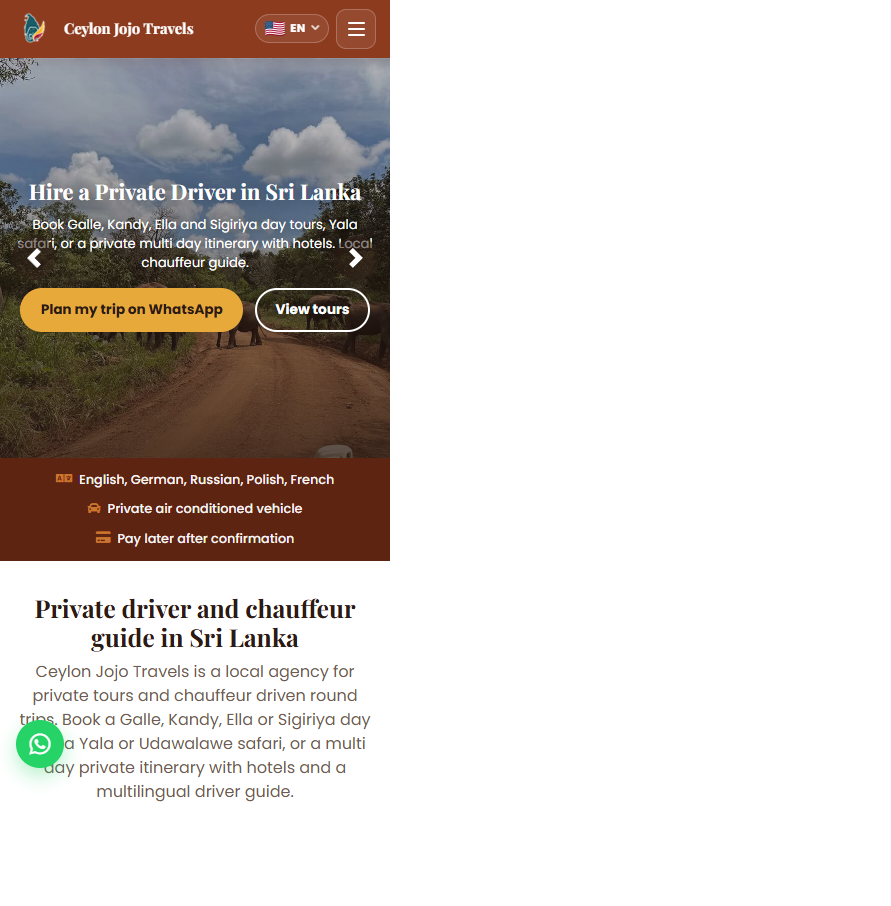 Ceylon Jojo Travels
EN
Hire a Private Driver in Sri Lanka
Book Galle, Kandy, Ella and Sigiriya day tours, Yala
safari, or a private multi day itinerary with hotels. Local
chauffeur guide.
Plan my trip on WhatsApp
View tours
English, German, Russian, Polish, French
Private air conditioned vehicle
Pay later after confirmation
Private driver and chauffeur
guide in Sri Lanka
Ceylon Jojo Travels is a local agency for
private tours and chauffeur driven round
trips. Book a Galle, Kandy, Ella or Sigiriya day
a Yala or Udawalawe safari, or a multi
day private itinerary with hotels and a
multilingual driver guide.